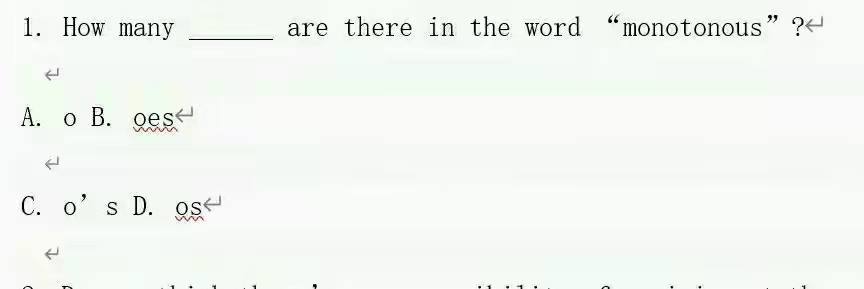 1. How many ______ are there in the word “monotonous”?
A. o B. oes
C. o’s D. os